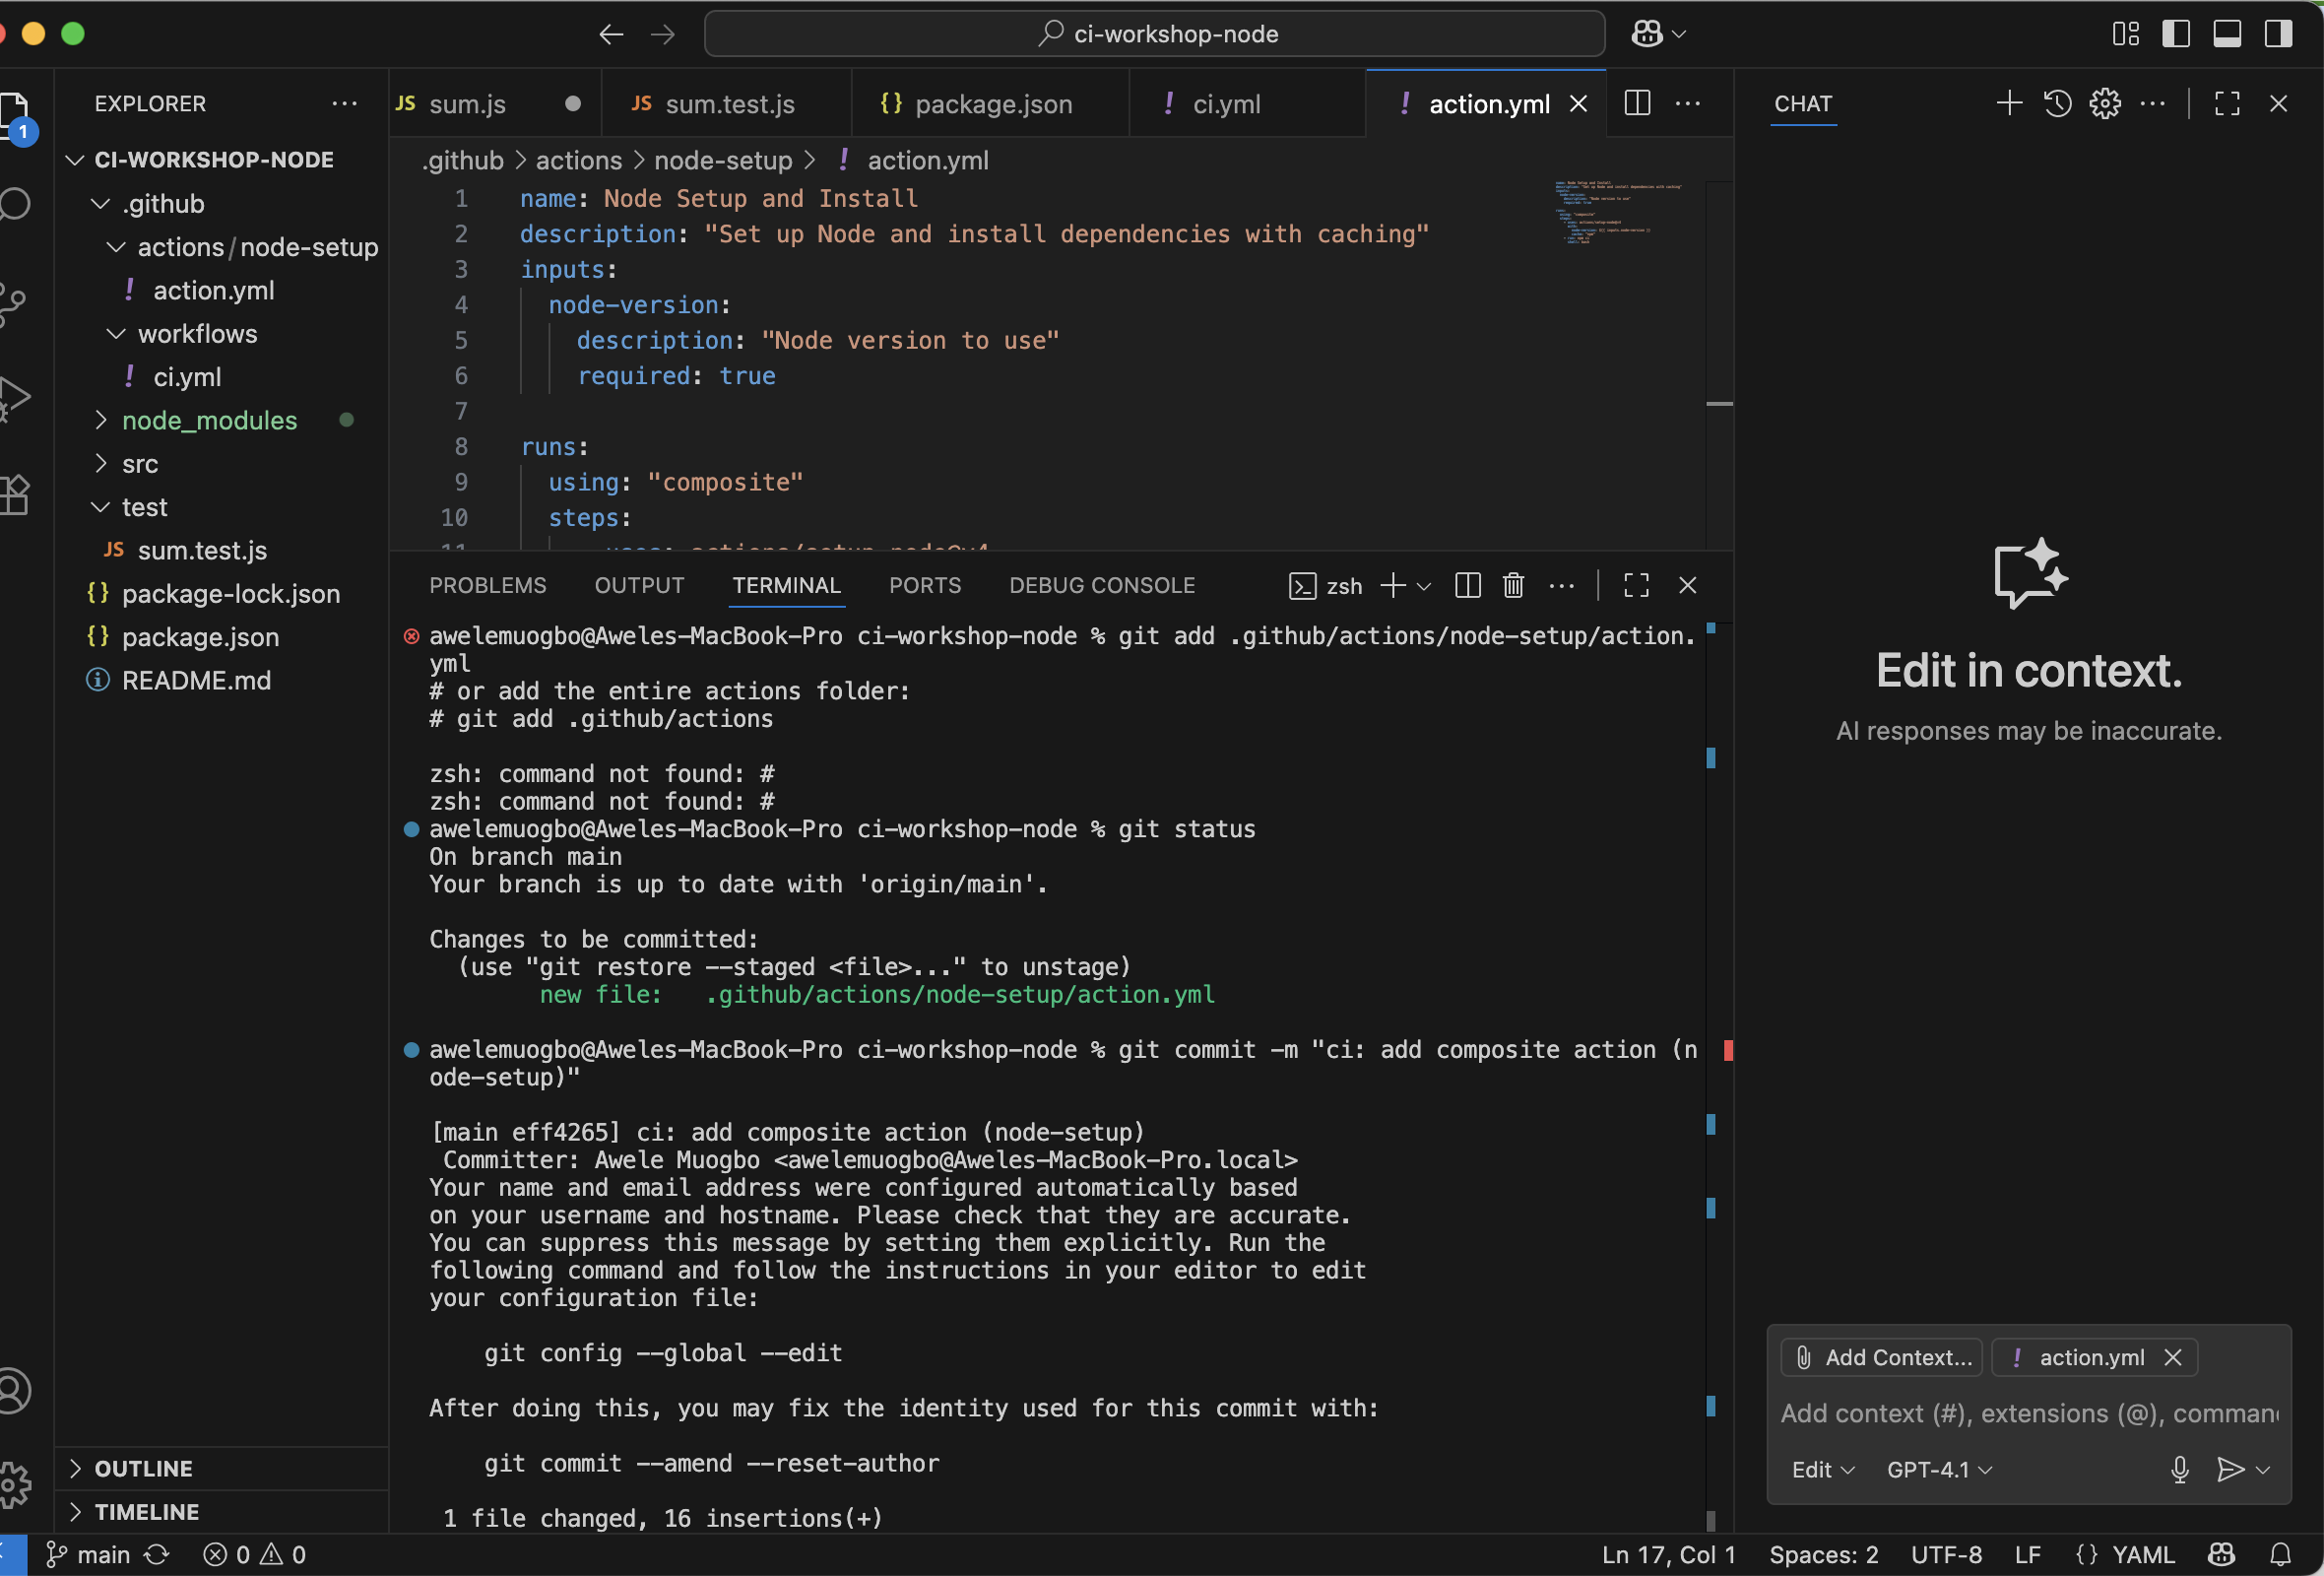 ci-workshop-node
EXPLORER
1
CI-WORKSHOP-NODE
.github
actions/node-setup
! action.yml
workflows
! ci.yml
node_modules
src
test
JS sum.test.js
{} package-lock.json
{} package.json
README.md
OUTLINE
TIMELINE
JS sum.js
JS sum.test.js
{} package.json
! ci.yml
! action.yml
.github > actions > node-setup > ! action.yml
1 name: Node Setup and Install
2 description: "Set up Node and install dependencies with caching"
3 inputs:
4 node-version:
5 description: "Node version to use"
6 required: true
7
8 runs:
9 using: "composite"
10 steps:
11 uses: actions/setup-node@v4
PROBLEMS OUTPUT TERMINAL PORTS DEBUG CONSOLE
zsh
awelemuogbo@Aweles-MacBook-Pro ci-workshop-node % git add .github/actions/node-setup/action.
yml
# or add the entire actions folder:
# git add .github/actions
zsh: command not found: #
zsh: command not found: #
awelemuogbo@Aweles-MacBook-Pro ci-workshop-node % git status
On branch main
Your branch is up to date with 'origin/main'.
Changes to be committed:
(use "git restore --staged <file>..." to unstage)
new file: .github/actions/node-setup/action.yml
awelemuogbo@Aweles-MacBook-Pro ci-workshop-node % git commit -m "ci: add composite action (n
ode-setup)"
[main eff4265] ci: add composite action (node-setup)
Committer: Awele Muogbo <awelemuogbo@Aweles-MacBook-Pro.local>
Your name and email address were configured automatically based
on your username and hostname. Please check that they are accurate.
You can suppress this message by setting them explicitly. Run the
following command and follow the instructions in your editor to edit
your configuration file:
git config --global --edit
After doing this, you may fix the identity used for this commit with:
git commit --amend --reset-author
1 file changed, 16 insertions(+)
CHAT
Edit in context.
AI responses may be inaccurate.
Add Context...
! action.yml
Add context (#), extensions (@), comman
Edit GPT-4.1
main 0 0
Ln 17, Col 1 Spaces: 2 UTF-8 LF {} YAML